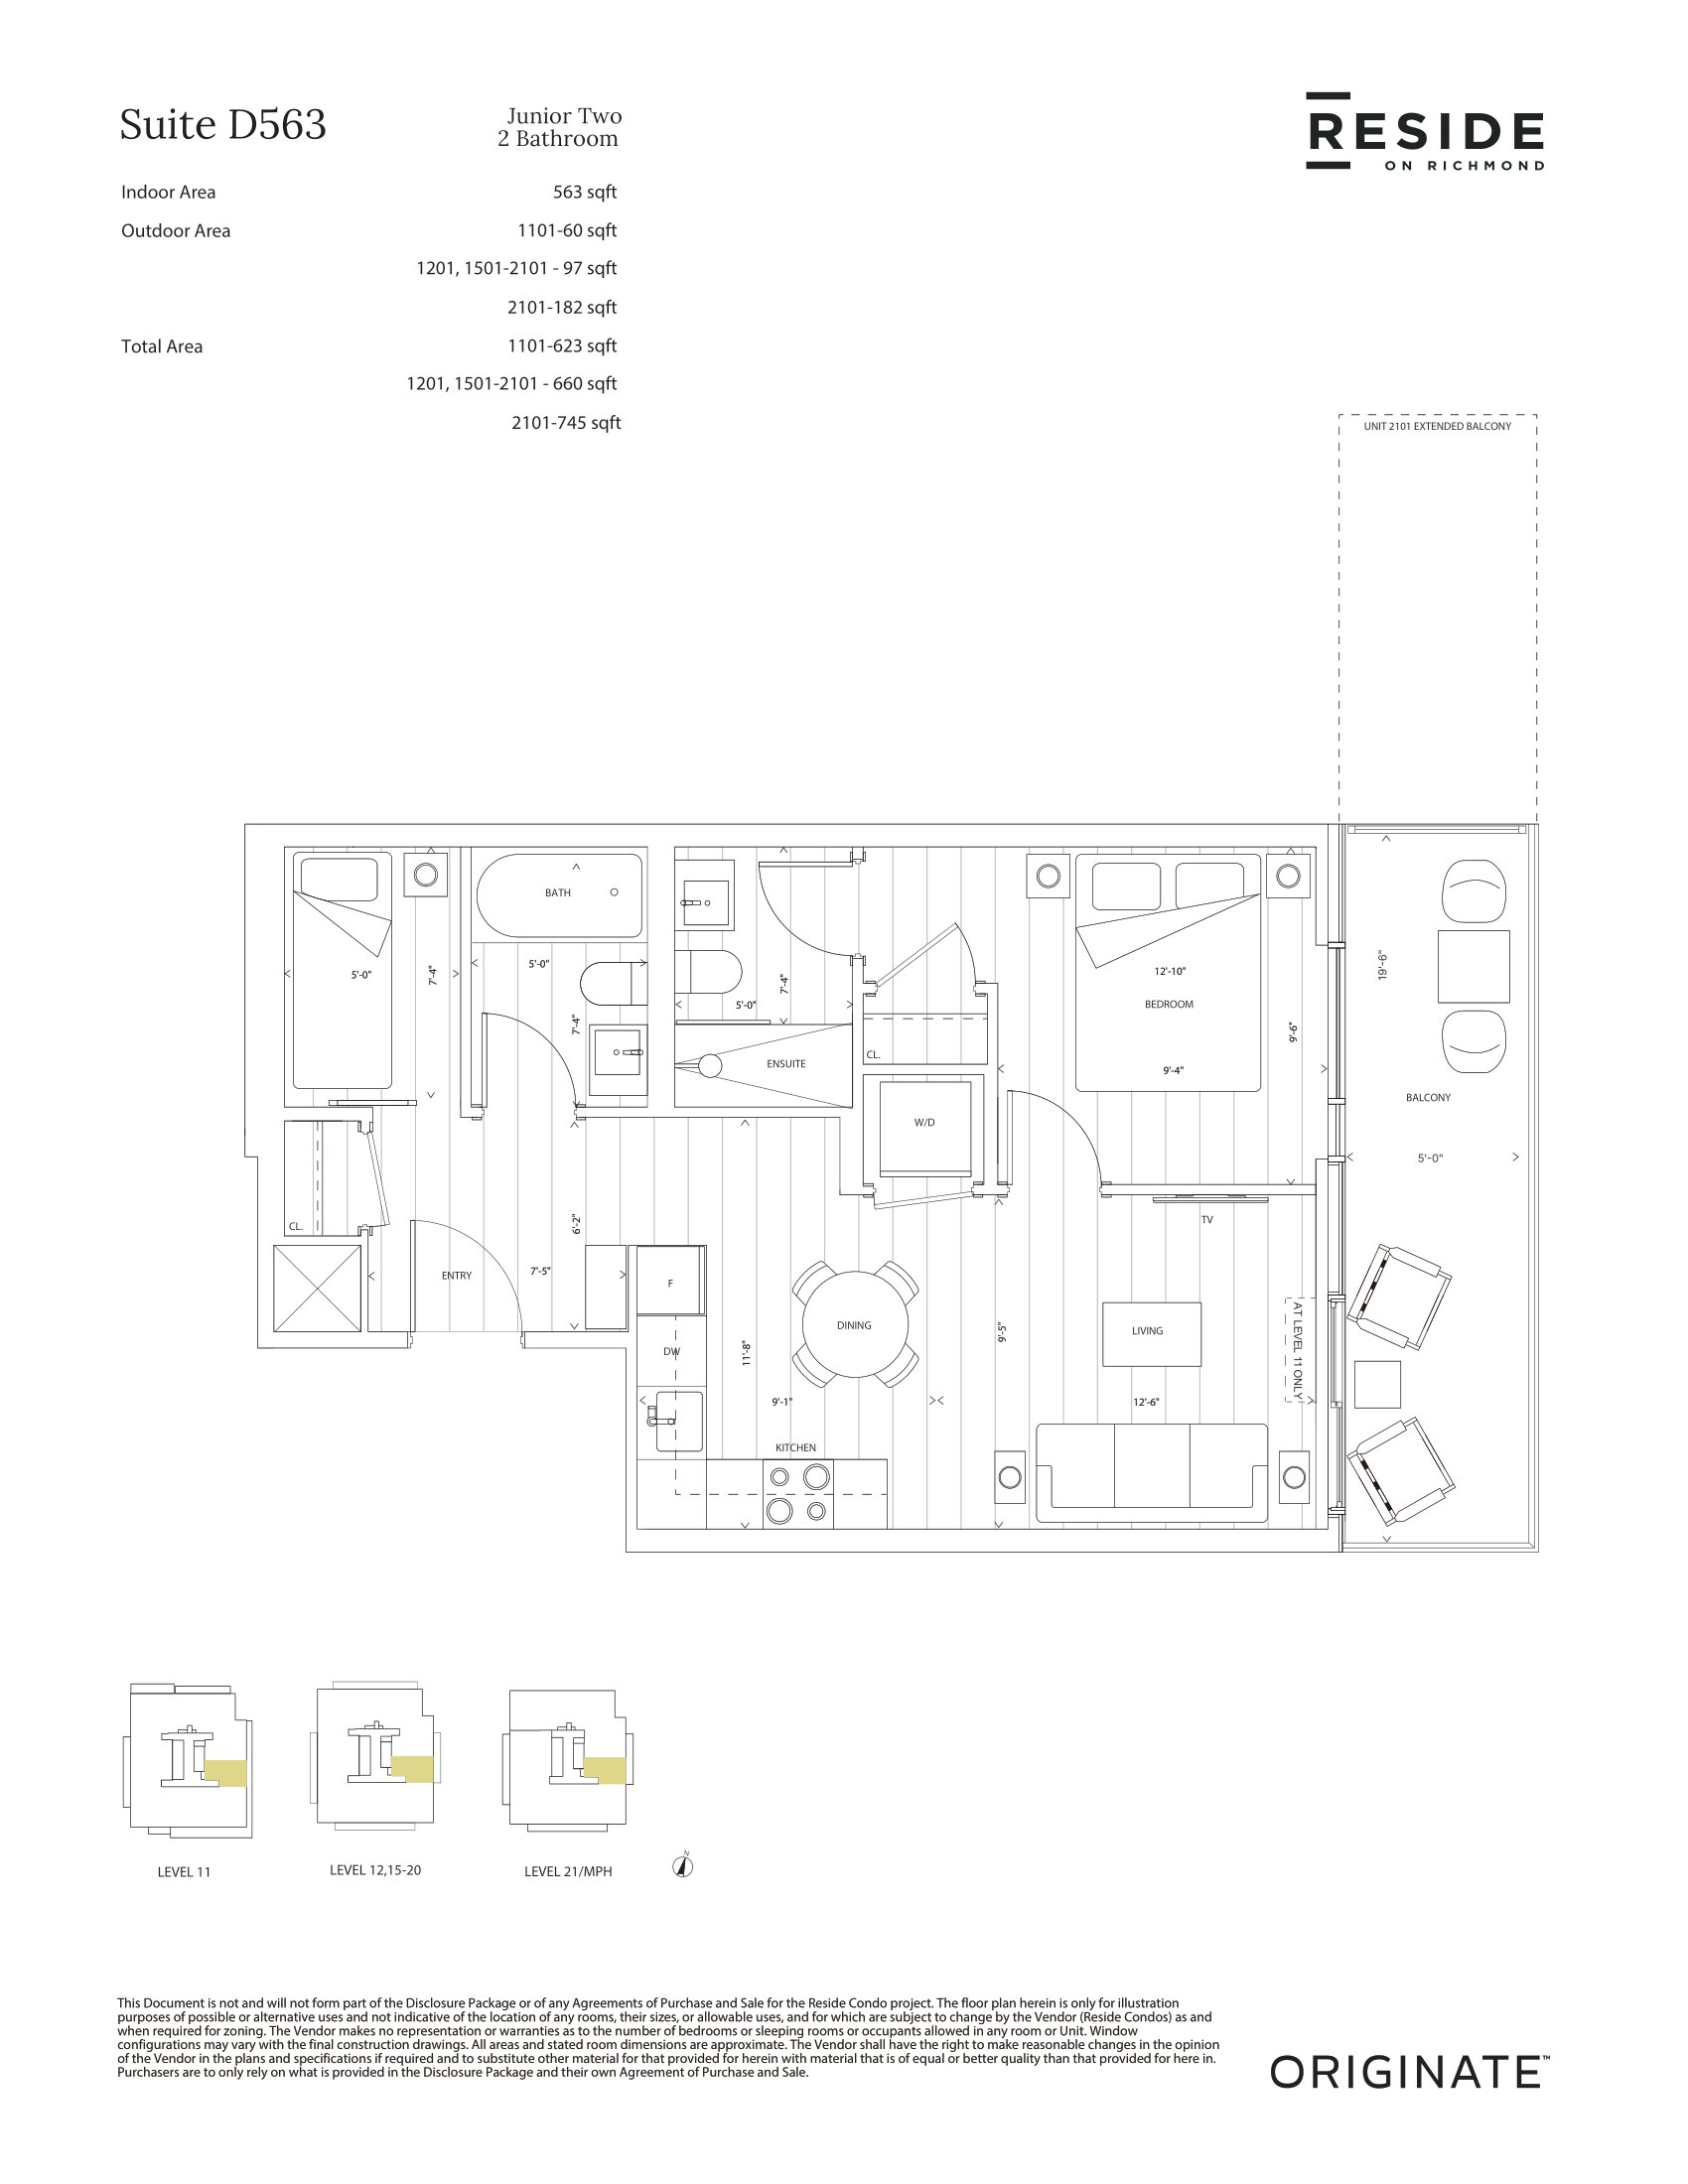 Suite D563
Junior Two
2 Bathroom
RESIDE
ON RICHMOND
Indoor Area 563 sqft
Outdoor Area 1101-60 sqft
1201, 1501-2101 - 97 sqft
2101-182 sqft
Total Area 1101-623 sqft
1201, 1501-2101 - 660 sqft
2101-745 sqft
UNIT 2101 EXTENDED BALCONY
BATH
5'-0"
7'-4"
5'-0"
7'-4"
5'-0"
7'-4"
ENSUITE
CL.
W/D
12'-10"
BEDROOM
9'-4"
9'-6"
19'-6"
BALCONY
5'-0"
CL.
ENTRY
7'-5"
6'-2"
F
DW
11'-8"
9'-1"
KITCHEN
DINING
9'-5"
TV
LIVING
12'-6"
AT LEVEL 11 ONLY
LEVEL 11
LEVEL 12,15-20
LEVEL 21/MPH
N
This Document is not and will not form part of the Disclosure Package or of any Agreements of Purchase and Sale for the Reside Condo project. The floor plan herein is only for illustration
purposes of possible or alternative uses and not indicative of the location of any rooms, their sizes, or allowable uses, and for which are subject to change by the Vendor (Reside Condos) as and
when required for zoning. The Vendor makes no representation or warranties as to the number of bedrooms or sleeping rooms or occupants allowed in any room or Unit. Window
configurations may vary with the final construction drawings. All areas and stated room dimensions are approximate. The Vendor shall have the right to make reasonable changes in the opinion
of the Vendor in the plans and specifications if required and to substitute other material for that provided for herein with material that is of equal or better quality than that provided for here in.
Purchasers are to only rely on what is provided in the Disclosure Package and their own Agreement of Purchase and Sale.
ORIGINATE™